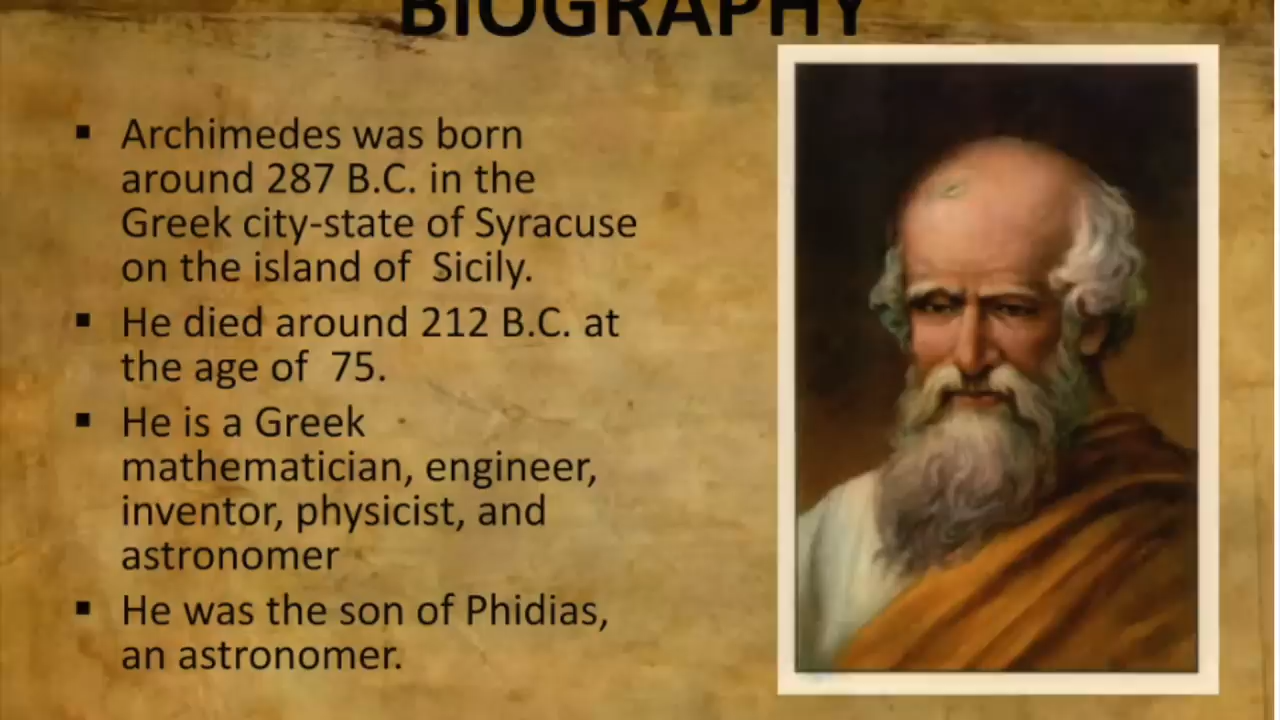 BIOGRAPHY
▪ Archimedes was born
around 287 B.C. in the
Greek city-state of Syracuse
on the island of  Sicily.
▪ He died around 212 B.C. at
the age of  75.
▪ He is a Greek
mathematician, engineer,
inventor, physicist, and
astronomer
▪ He was the son of Phidias,
an astronomer.